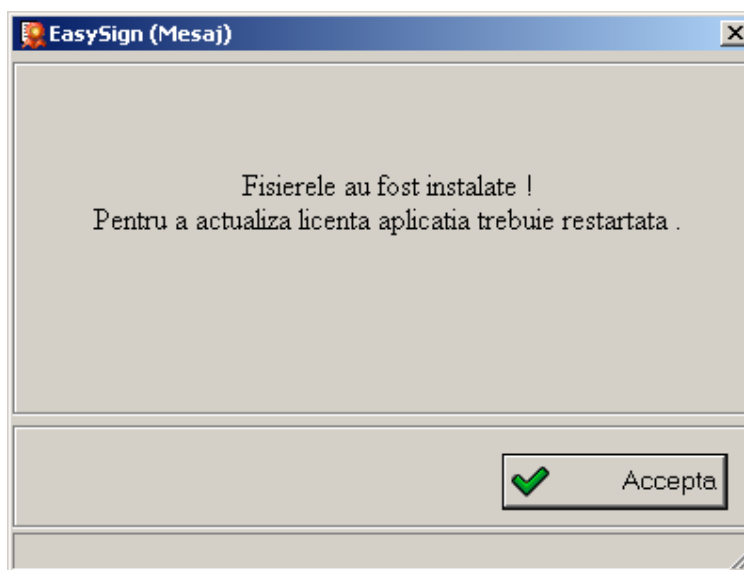 EasySign (Mesaj)
Fisierele au fost instalate !
Pentru a actualiza licenta aplicatia trebuie restartata .
Accepta